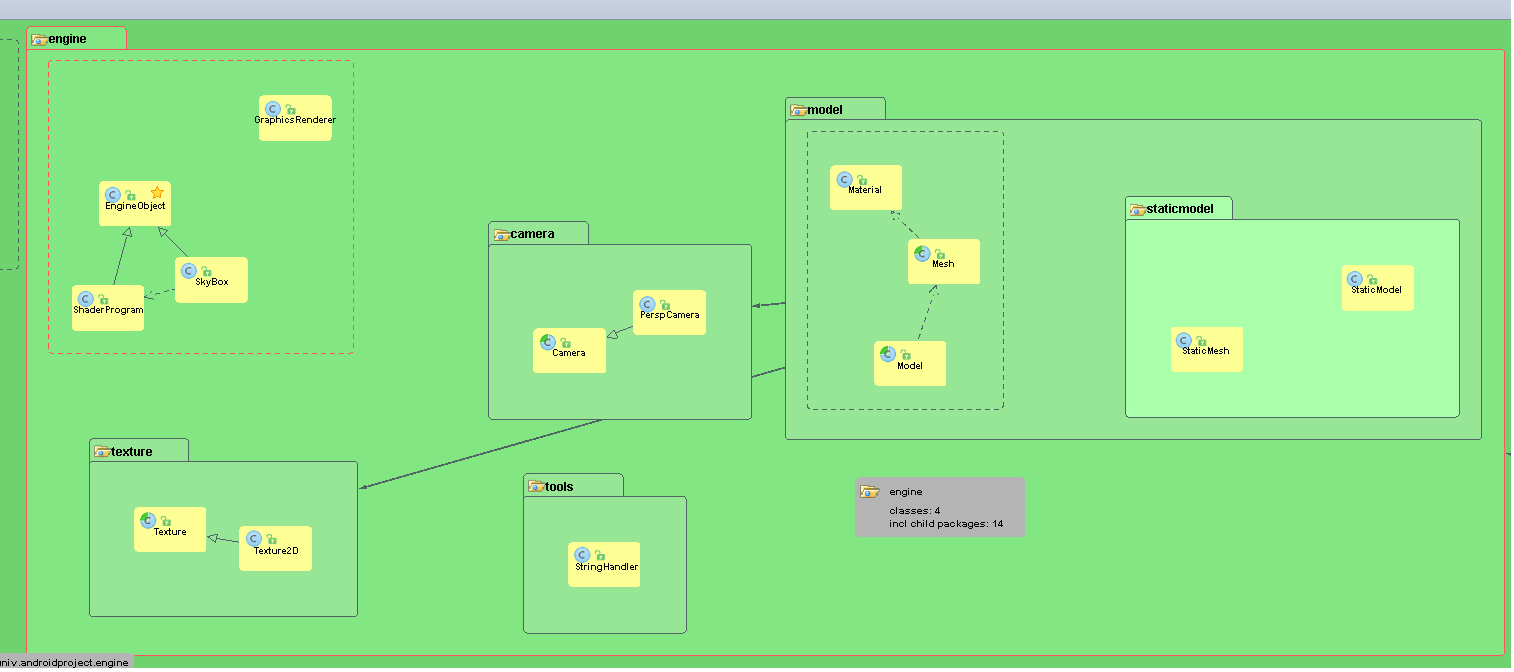 engine
GraphicsRenderer
EngineObject
SkyBox
ShaderProgram
camera
PerspCamera
Camera
model
Material
Mesh
Model
staticmodel
StaticModel
StaticMesh
texture
Texture
Texture2D
tools
StringHandler
engine
classes: 4
incl child packages: 14
univ.androidproject.engine